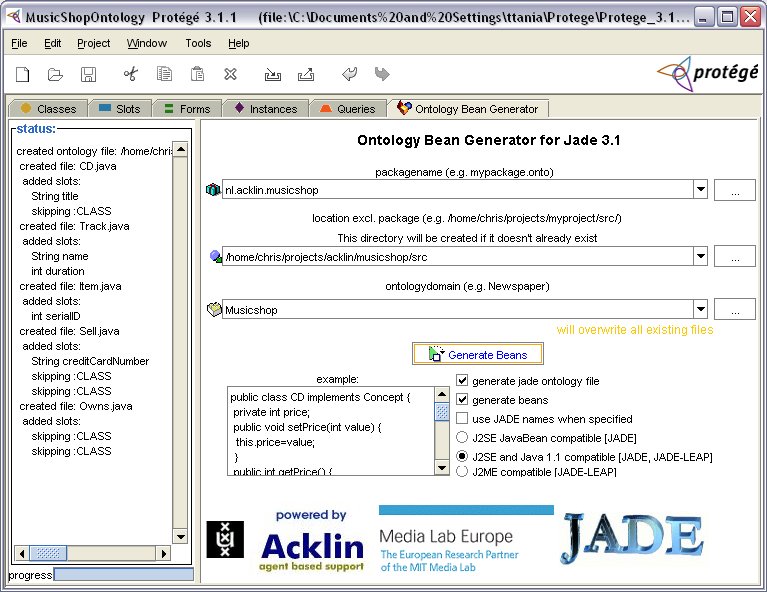 MusicShopOntology Protégé 3.1.1 (file:\C:\Documents%20and%20Settings\ttania\Protege\Protege_3.1...
File Edit Project Window Tools Help
protégé
Classes Slots Forms Instances Queries Ontology Bean Generator
status:
created ontology file: /home/chris
created file: CD.java
added slots:
String title
skipping :CLASS
created file: Track.java
added slots:
String name
int duration
created file: Item.java
added slots:
int serialID
created file: Sell.java
added slots:
String creditCardNumber
skipping :CLASS
skipping :CLASS
created file: Owns.java
added slots:
skipping :CLASS
skipping :CLASS
progress
Ontology Bean Generator for Jade 3.1
packagename (e.g. mypackage.onto)
nl.acklin.musicshop ...
location excl. package (e.g. /home/chris/projects/myproject/src/)
This directory will be created if it doesn't already exist
/home/chris/projects/acklin/musicshop/src ...
ontologydomain (e.g. Newspaper)
Musicshop ...
will overwrite all existing files
Generate Beans
example:
public class CD implements Concept {
private int price;
public void setPrice(int value) {
this.price=value;
}
public int getPrice() {
generate jade ontology file
generate beans
use JADE names when specified
J2SE JavaBean compatible [JADE]
J2SE and Java 1.1 compatible [JADE, JADE-LEAP]
J2ME compatible [JADE-LEAP]
powered by
Acklin
agent based support
Media Lab Europe
The European Research Partner
of the MIT Media Lab
JADE